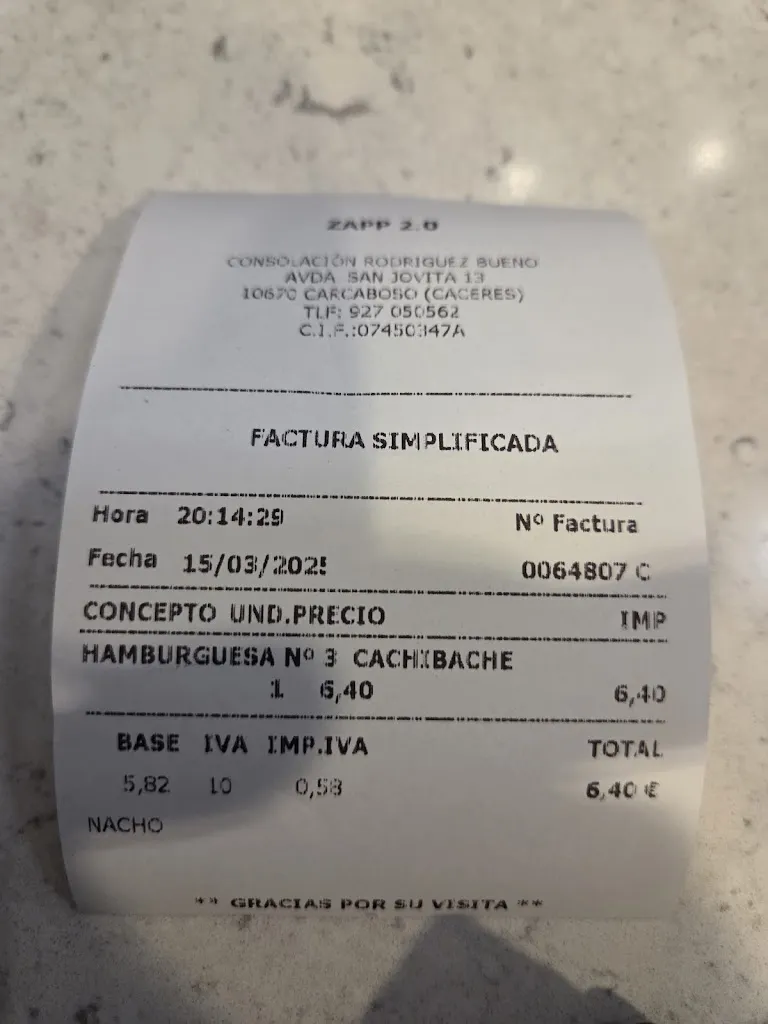 ZAPP 2.0
CONSOLACIÓN RODRIGUEZ BUENO
AVDA SAN JOVITA 13
10670 CARCABOSO (CACERES)
TLF: 927 050562
C.I.F.:07450347A
FACTURA SIMPLIFICADA
Hora 20:14:29 Nº Factura
Fecha 15/03/2025 0064807 C
CONCEPTO UND.PRECIO IMP
HAMBURGUESA Nº 3 CACHIBACHE
1 6,40 6,40
BASE IVA IMP.IVA TOTAL
5,82 10 0,58 6,40 €
NACHO
** GRACIAS POR SU VISITA **